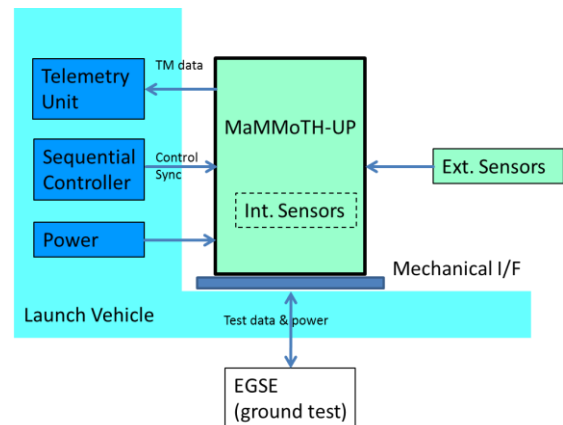 TM data
Telemetry
Unit
MaMMoTH-UP
Sequential
Controller
Control
Sync
Ext. Sensors
Int. Sensors
Power
Mechanical I/F
Launch Vehicle
Test data & power
EGSE
(ground test)